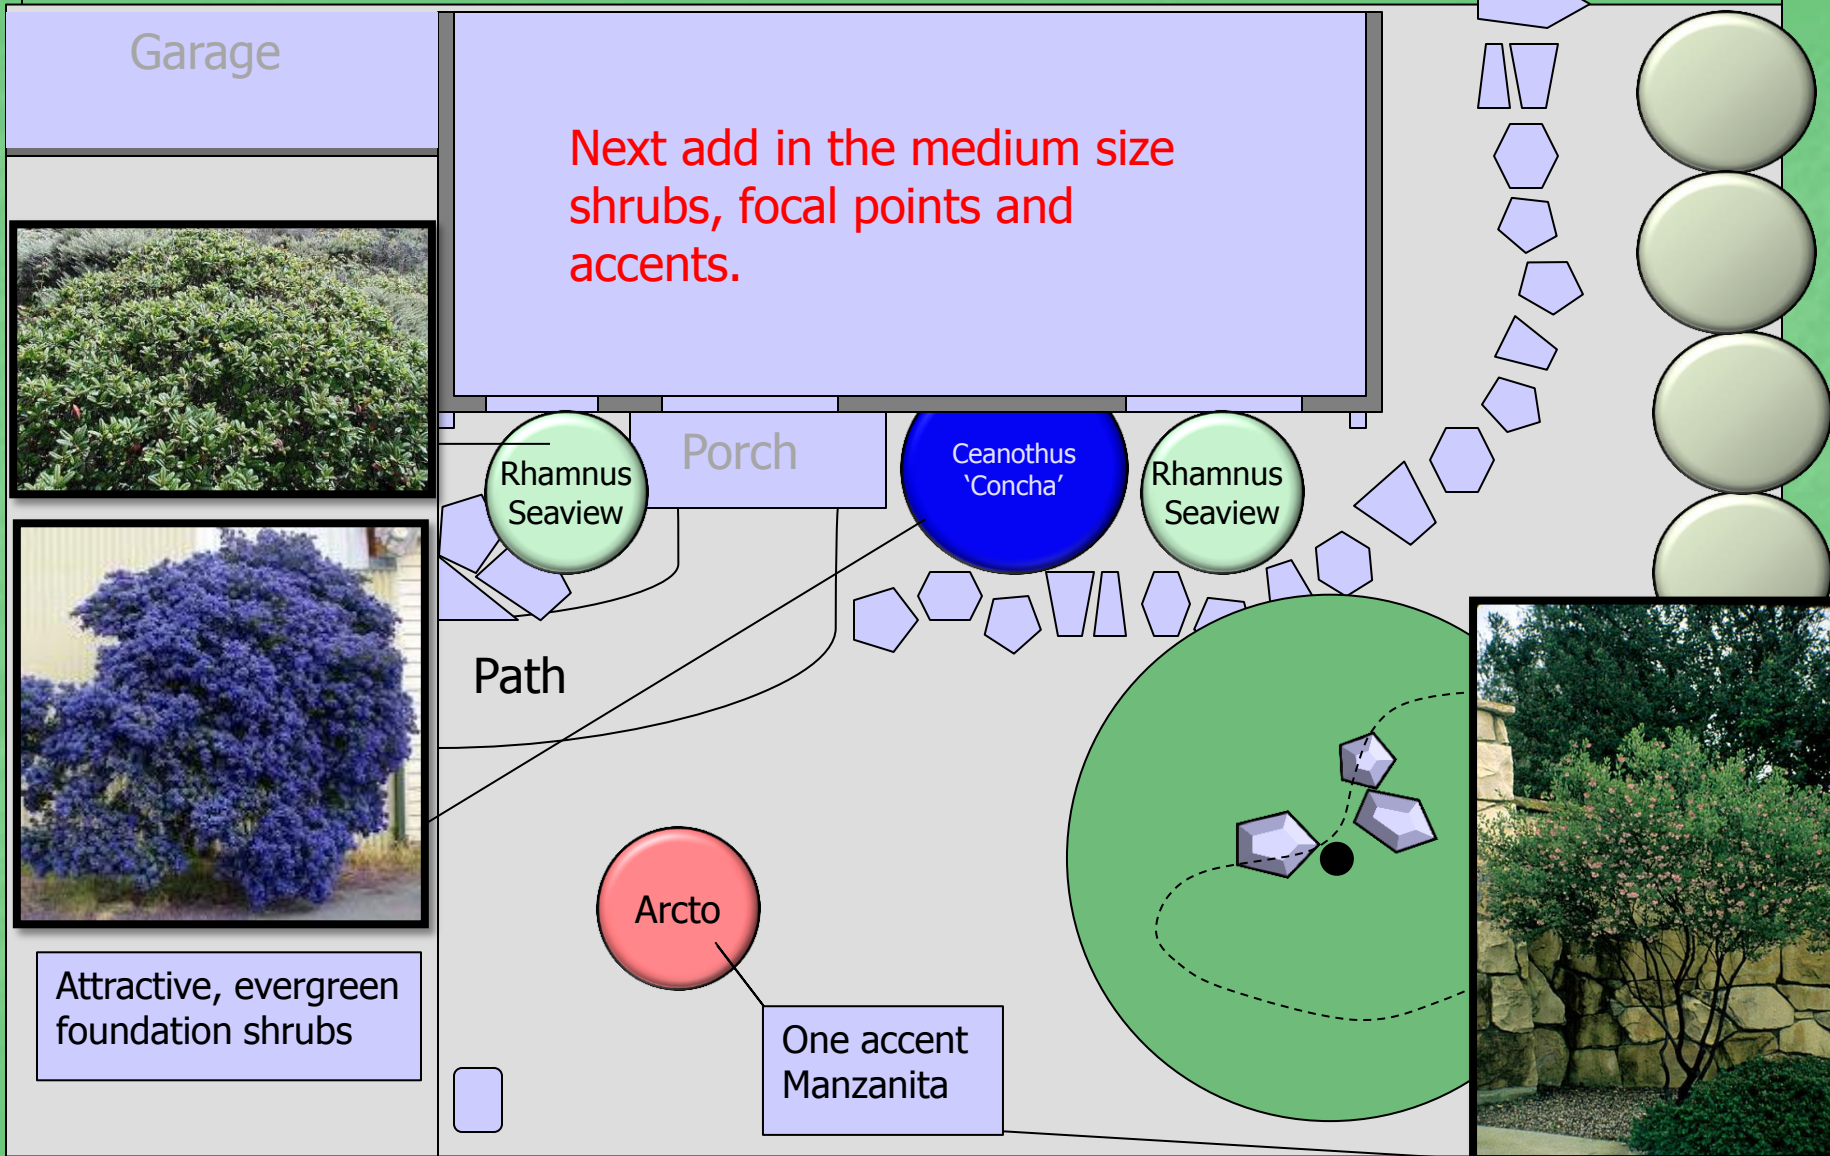 Garage
Next add in the medium size
shrubs, focal points and
accents.
Porch
Rhamnus
Seaview
Ceanothus
‘Concha’
Rhamnus
Seaview
Path
Arcto
Attractive, evergreen
foundation shrubs
One accent
Manzanita